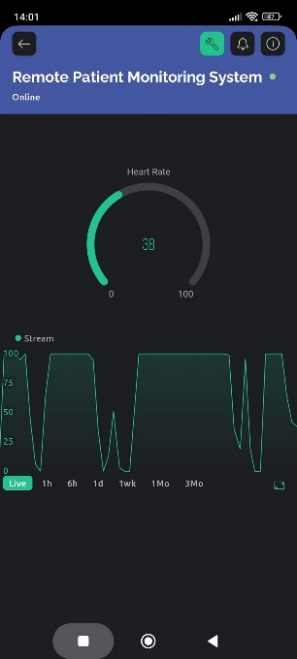 14:01
67
Remote Patient Monitoring System
Online
Heart Rate
38
0 100
Stream
100
75
50
25
0
Live 1h 6h 1d 1wk 1Mo 3Mo